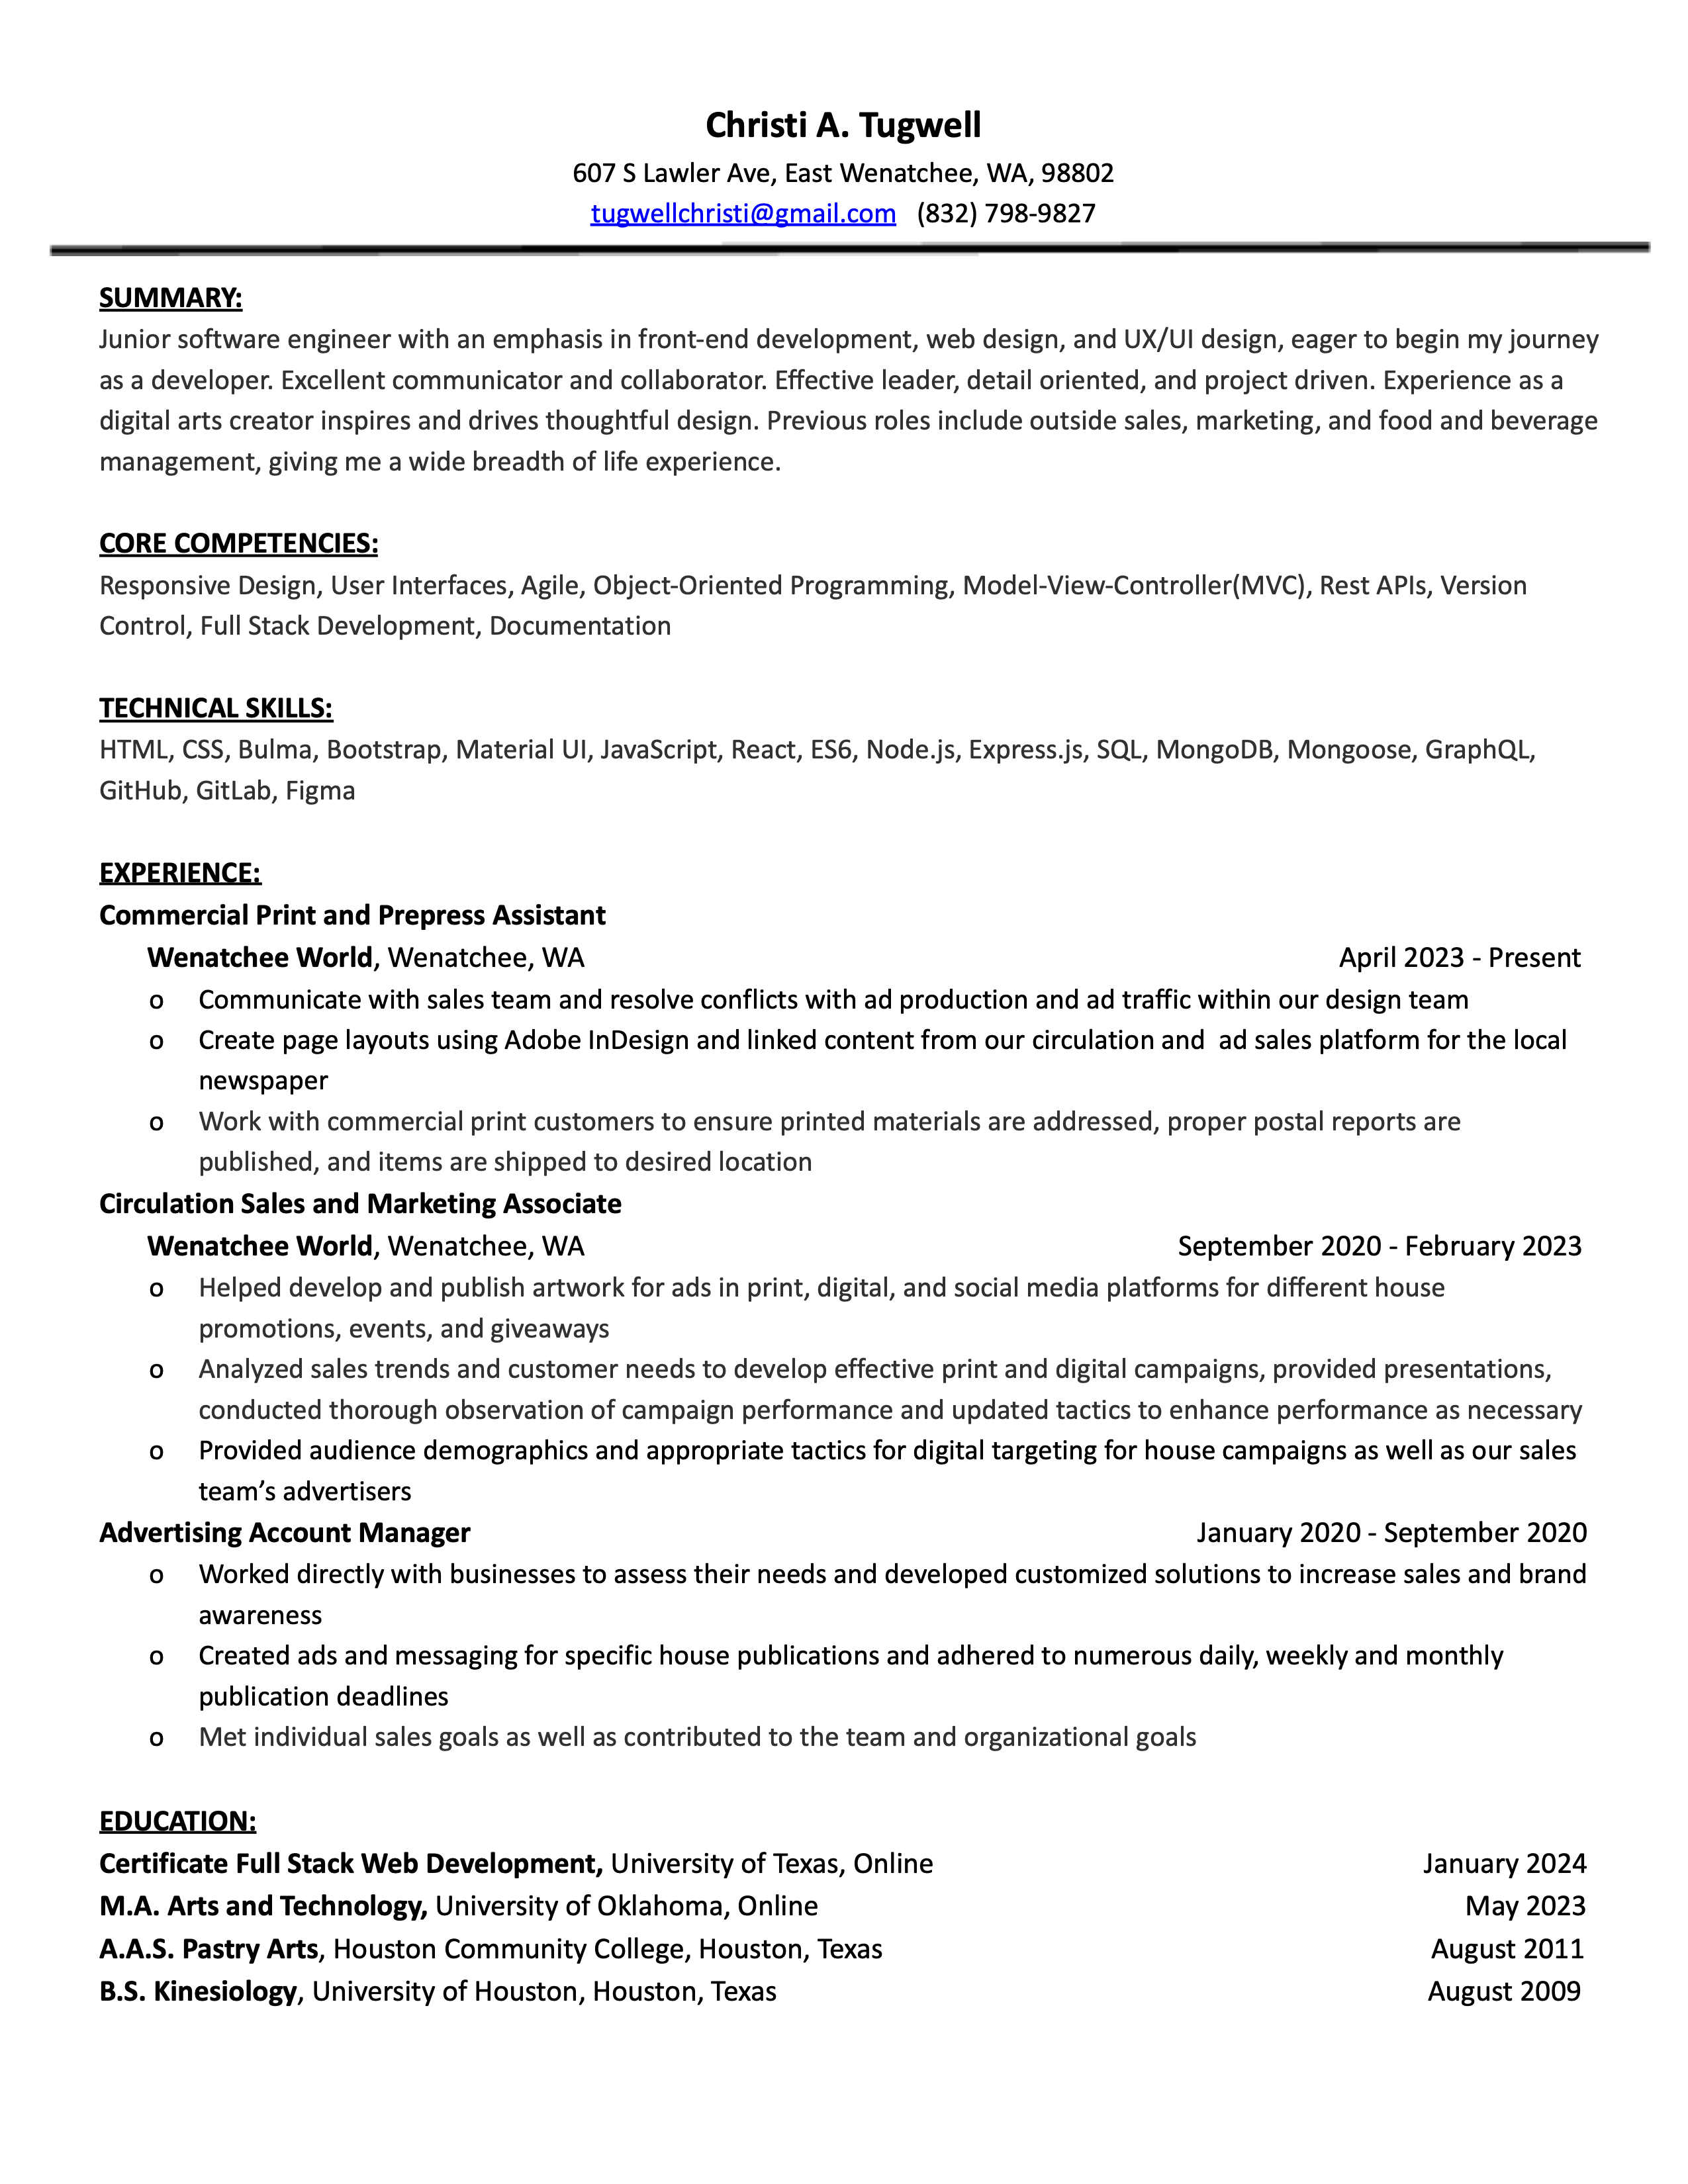 Christi A. Tugwell
607 S Lawler Ave, East Wenatchee, WA, 98802
tugwellchristi@gmail.com (832) 798-9827
SUMMARY:
Junior software engineer with an emphasis in front-end development, web design, and UX/UI design, eager to begin my journey
as a developer. Excellent communicator and collaborator. Effective leader, detail oriented, and project driven. Experience as a
digital arts creator inspires and drives thoughtful design. Previous roles include outside sales, marketing, and food and beverage
management, giving me a wide breadth of life experience.
CORE COMPETENCIES:
Responsive Design, User Interfaces, Agile, Object-Oriented Programming, Model-View-Controller(MVC), Rest APIs, Version
Control, Full Stack Development, Documentation
TECHNICAL SKILLS:
HTML, CSS, Bulma, Bootstrap, Material UI, JavaScript, React, ES6, Node.js, Express.js, SQL, MongoDB, Mongoose, GraphQL,
GitHub, GitLab, Figma
EXPERIENCE:
Commercial Print and Prepress Assistant
Wenatchee World, Wenatchee, WA April 2023 - Present
o Communicate with sales team and resolve conflicts with ad production and ad traffic within our design team
o Create page layouts using Adobe InDesign and linked content from our circulation and  ad sales platform for the local
newspaper
o Work with commercial print customers to ensure printed materials are addressed, proper postal reports are
published, and items are shipped to desired location
Circulation Sales and Marketing Associate
Wenatchee World, Wenatchee, WA September 2020 - February 2023
o Helped develop and publish artwork for ads in print, digital, and social media platforms for different house
promotions, events, and giveaways
o Analyzed sales trends and customer needs to develop effective print and digital campaigns, provided presentations,
conducted thorough observation of campaign performance and updated tactics to enhance performance as necessary
o Provided audience demographics and appropriate tactics for digital targeting for house campaigns as well as our sales
team’s advertisers
Advertising Account Manager January 2020 - September 2020
o Worked directly with businesses to assess their needs and developed customized solutions to increase sales and brand
awareness
o Created ads and messaging for specific house publications and adhered to numerous daily, weekly and monthly
publication deadlines
o Met individual sales goals as well as contributed to the team and organizational goals
EDUCATION:
Certificate Full Stack Web Development, University of Texas, Online January 2024
M.A. Arts and Technology, University of Oklahoma, Online May 2023
A.A.S. Pastry Arts, Houston Community College, Houston, Texas August 2011
B.S. Kinesiology, University of Houston, Houston, Texas August 2009